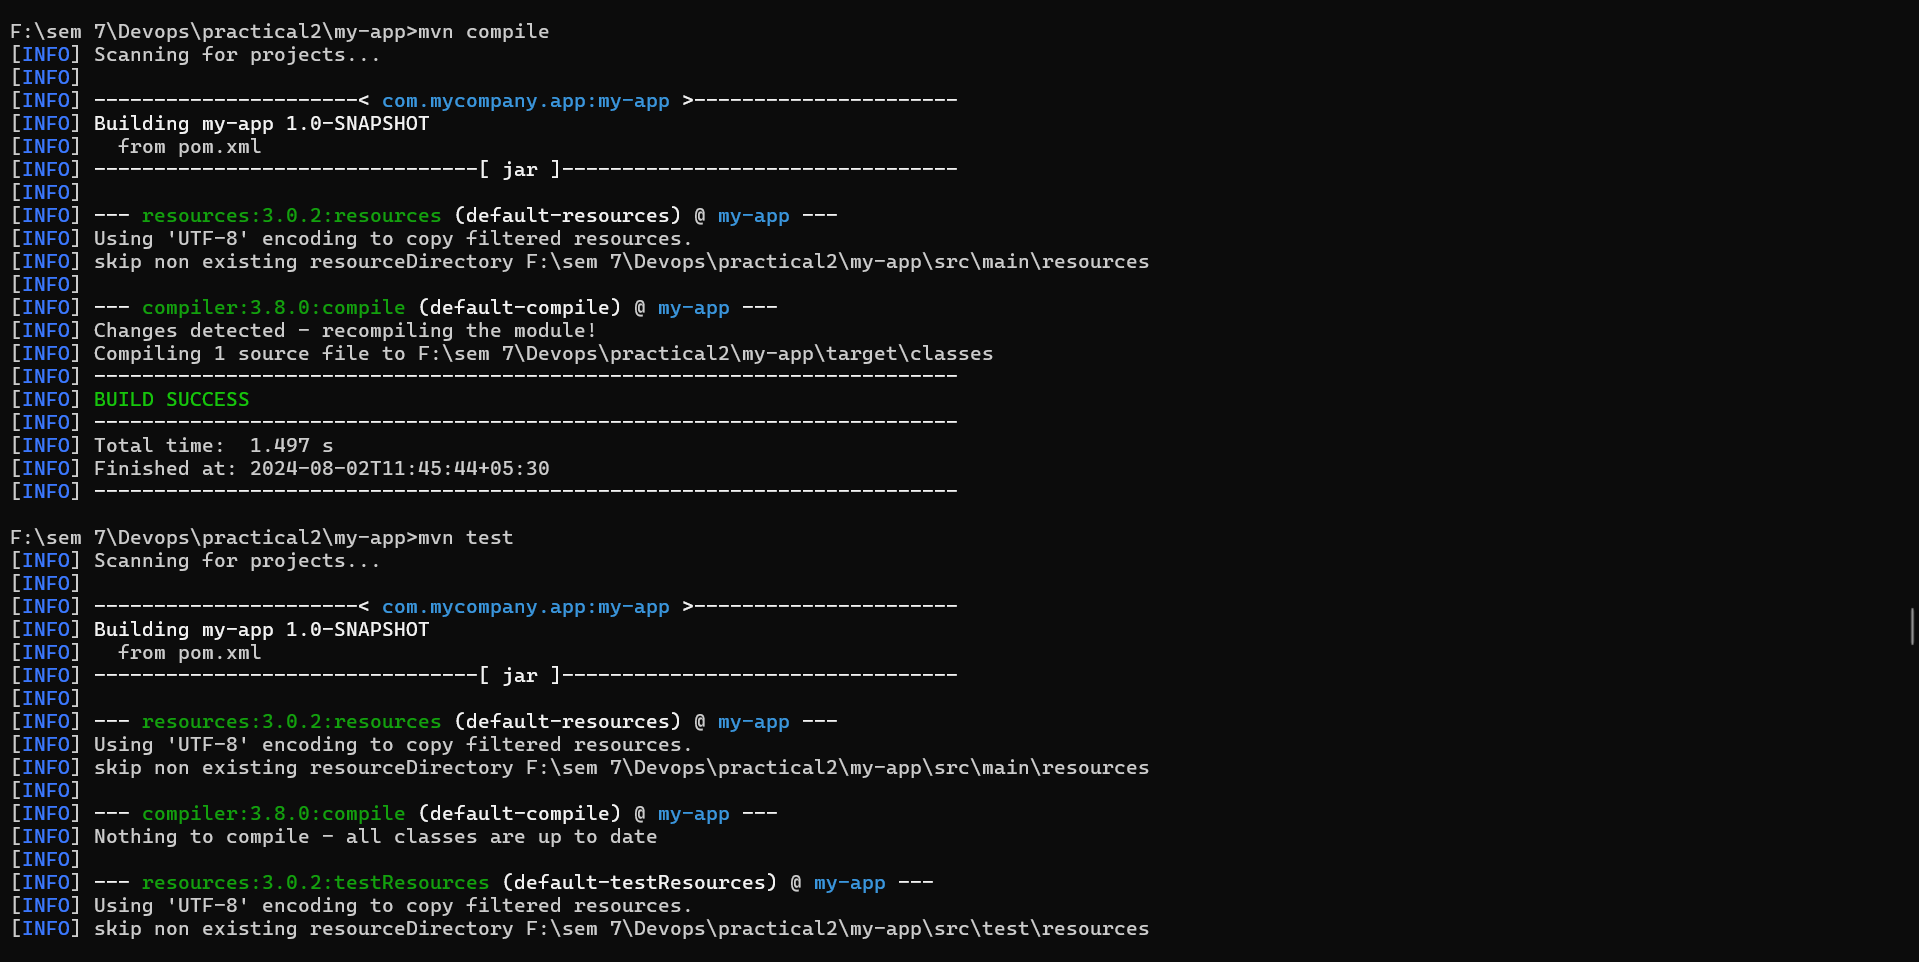 F:\sem 7\Devops\practical2\my-app>mvn compile
[INFO] Scanning for projects...
[INFO]
[INFO] ----------------------< com.mycompany.app:my-app >----------------------
[INFO] Building my-app 1.0-SNAPSHOT
[INFO]   from pom.xml
[INFO] --------------------------------[ jar ]---------------------------------
[INFO]
[INFO] --- resources:3.0.2:resources (default-resources) @ my-app ---
[INFO] Using 'UTF-8' encoding to copy filtered resources.
[INFO] skip non existing resourceDirectory F:\sem 7\Devops\practical2\my-app\src\main\resources
[INFO]
[INFO] --- compiler:3.8.0:compile (default-compile) @ my-app ---
[INFO] Changes detected - recompiling the module!
[INFO] Compiling 1 source file to F:\sem 7\Devops\practical2\my-app\target\classes
[INFO] ------------------------------------------------------------------------
[INFO] BUILD SUCCESS
[INFO] ------------------------------------------------------------------------
[INFO] Total time:  1.497 s
[INFO] Finished at: 2024-08-02T11:45:44+05:30
[INFO] ------------------------------------------------------------------------
F:\sem 7\Devops\practical2\my-app>mvn test
[INFO] Scanning for projects...
[INFO]
[INFO] ----------------------< com.mycompany.app:my-app >----------------------
[INFO] Building my-app 1.0-SNAPSHOT
[INFO]   from pom.xml
[INFO] --------------------------------[ jar ]---------------------------------
[INFO]
[INFO] --- resources:3.0.2:resources (default-resources) @ my-app ---
[INFO] Using 'UTF-8' encoding to copy filtered resources.
[INFO] skip non existing resourceDirectory F:\sem 7\Devops\practical2\my-app\src\main\resources
[INFO]
[INFO] --- compiler:3.8.0:compile (default-compile) @ my-app ---
[INFO] Nothing to compile - all classes are up to date
[INFO]
[INFO] --- resources:3.0.2:testResources (default-testResources) @ my-app ---
[INFO] Using 'UTF-8' encoding to copy filtered resources.
[INFO] skip non existing resourceDirectory F:\sem 7\Devops\practical2\my-app\src\test\resources